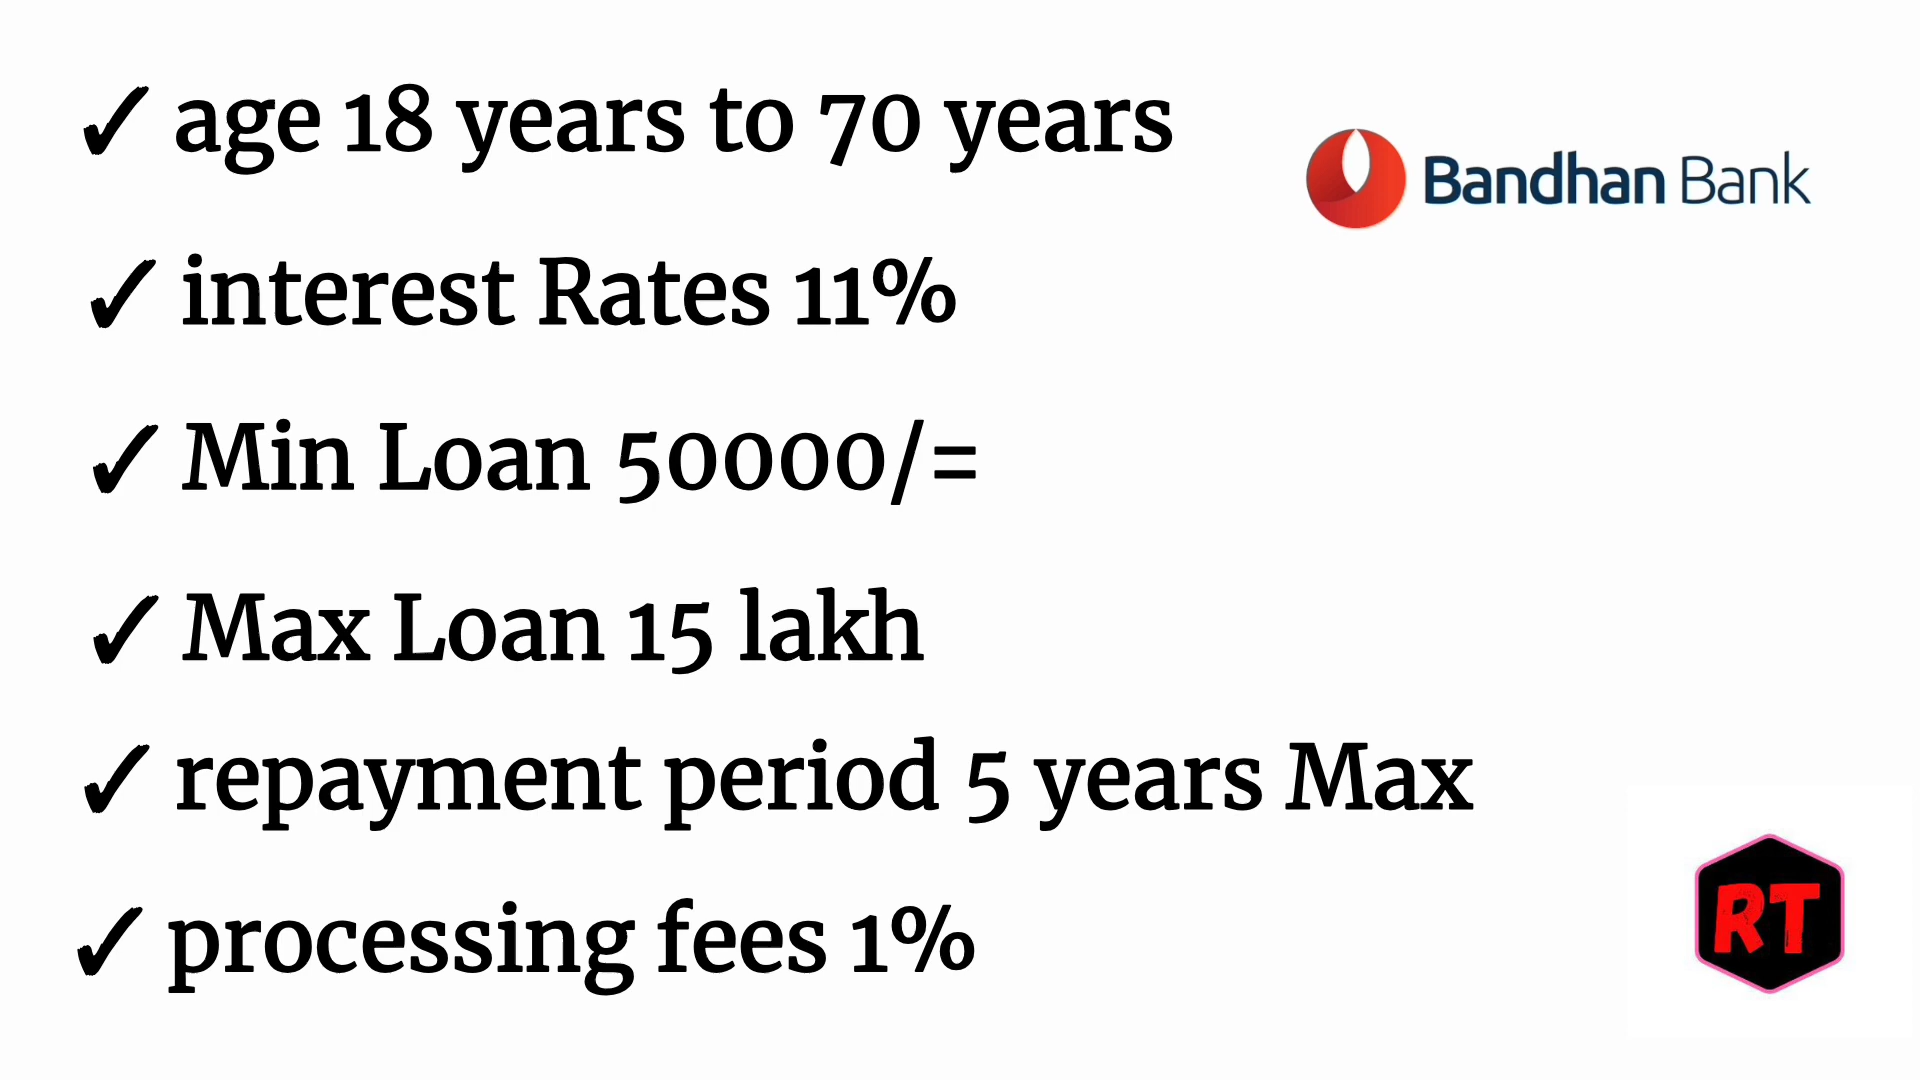 ✓ age 18 years to 70 years
Bandhan Bank
✓ interest Rates 11%
✓ Min Loan 50000/=
✓ Max Loan 15 lakh
✓ repayment period 5 years Max
✓ processing fees 1%
RT